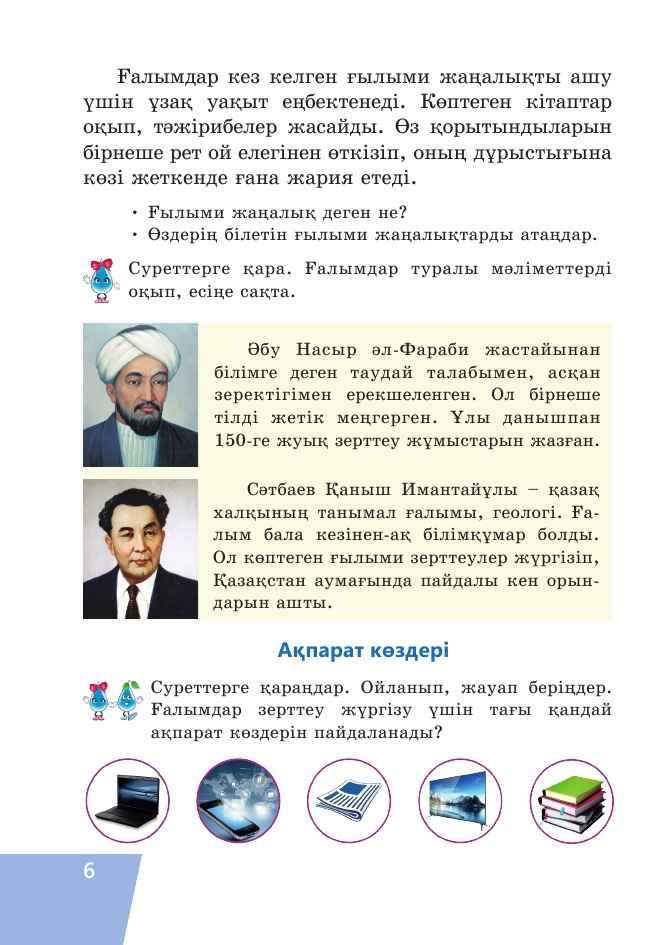 Ғалымдар кез келген ғылыми жаңалықты ашу
үшін ұзақ уақыт еңбектенеді. Көптеген кітаптар
оқып, тәжірибелер жасайды. Өз қорытындыларын
бірнеше рет ой елегінен өткізіп, оның дұрыстығына
көзі жеткенде ғана жария етеді.
• Ғылыми жаңалық деген не?
• Өздерің білетін ғылыми жаңалықтарды атаңдар.
Суреттерге қара. Ғалымдар туралы мәліметтерді
оқып, есіңе сақта.
Әбу Насыр әл-Фараби жастайынан
білімге деген таудай талабымен, асқан
зеректігімен ерекшеленген. Ол бірнеше
тілді жетік меңгерген. Ұлы данышпан
150-ге жуық зерттеу жұмыстарын жазған.
Сәтбаев Қаныш Имантайұлы – қазақ
халқының танымал ғалымы, геологі. Ға-
лым бала кезінен-ақ білімқұмар болды.
Ол көптеген ғылыми зерттеулер жүргізіп,
Қазақстан аумағында пайдалы кен орын-
дарын ашты.
Ақпарат көздері
Суреттерге қараңдар. Ойланып, жауап беріңдер.
Ғалымдар зерттеу жүргізу үшін тағы қандай
ақпарат көздерін пайдаланады?
6